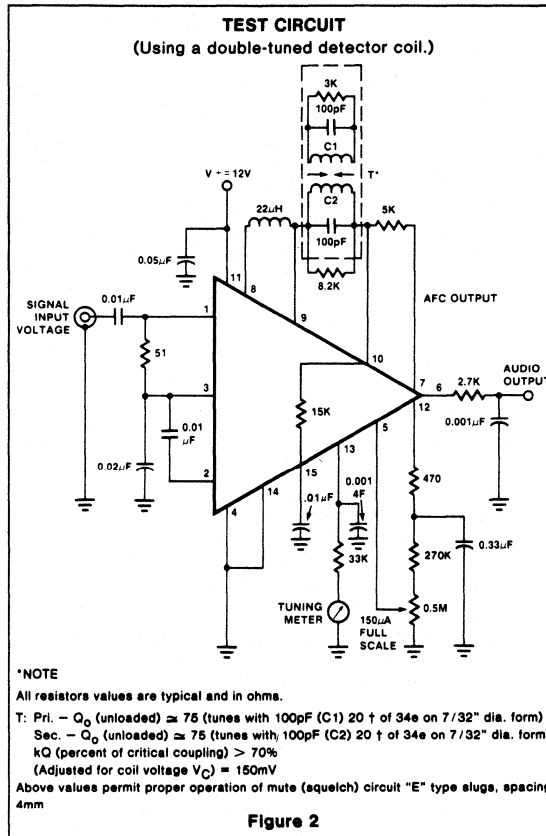 TEST CIRCUIT
(Using a double-tuned detector coil.)
3K
100pF
C1
T*
V + = 12V
C2
22μH
5K
100pF
0.05μF
11
8
8.2K
SIGNAL
INPUT
VOLTAGE
0.01μF
1
9
AFC OUTPUT
51
10
AUDIO
OUTPUT
7
6
2.7K
3
12
15K
5
0.001μF
0.01
μF
13
0.02μF
470
2
15
14
4
.01μF
0.001
4F
270K
0.33μF
33K
0.5M
TUNING
METER
150μA
FULL
SCALE
*NOTE
All resistors values are typical and in ohms.
T: Pri. – Qo (unloaded) ≃ 75 (tunes with 100pF (C1) 20 † of 34e on 7/32" dia. form)
Sec. – Qo (unloaded) ≃ 75 (tunes with 100pF (C2) 20 † of 34e on 7/32" dia. form
kQ (percent of critical coupling) > 70%
(Adjusted for coil voltage VC) = 150mV
Above values permit proper operation of mute (squelch) circuit "E" type slugs, spacing
4mm
Figure 2